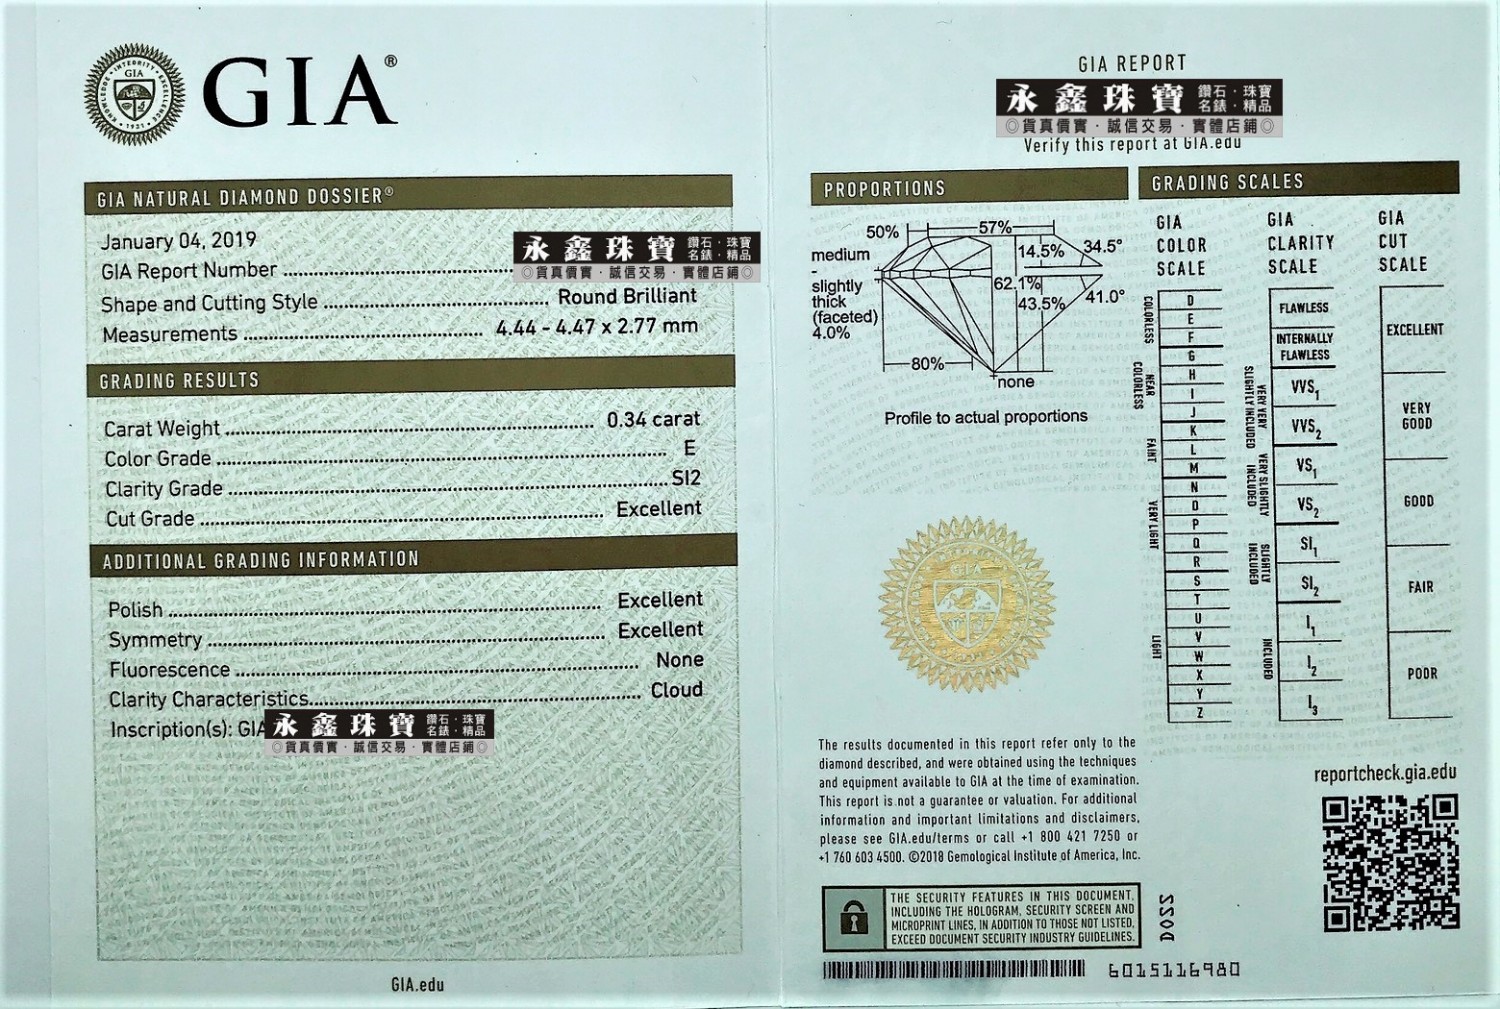 GIA®
KNOWLEDGE · INTEGRITY · EXCELLENCE
GIA
1931
GIA NATURAL DIAMOND DOSSIER®
January 04, 2019
GIA Report Number
永鑫珠寶 鑽石·珠寶
名錶·精品
◎貨真價實·誠信交易·實體店鋪◎
Shape and Cutting Style Round Brilliant
Measurements 4.44 - 4.47 x 2.77 mm
GRADING RESULTS
Carat Weight 0.34 carat
Color Grade E
Clarity Grade SI2
Cut Grade Excellent
ADDITIONAL GRADING INFORMATION
Polish Excellent
Symmetry Excellent
Fluorescence None
Clarity Characteristics Cloud
Inscription(s): GIA
永鑫珠寶 鑽石·珠寶
名錶·精品
◎貨真價實·誠信交易·實體店鋪◎
GIA.edu
GIA REPORT
永鑫珠寶 鑽石·珠寶
名錶·精品
◎貨真價實·誠信交易·實體店鋪◎
Verify this report at GIA.edu
PROPORTIONS
50%
57%
14.5%
34.5°
medium
-
slightly
thick
(faceted)
4.0%
62.1%
43.5%
41.0°
80%
none
Profile to actual proportions
GIA
The results documented in this report refer only to the
diamond described, and were obtained using the techniques
and equipment available to GIA at the time of examination.
This report is not a guarantee or valuation. For additional
information and important limitations and disclaimers,
please see GIA.edu/terms or call +1 800 421 7250 or
+1 760 603 4500. ©2018 Gemological Institute of America, Inc.
THE SECURITY FEATURES IN THIS DOCUMENT,
INCLUDING THE HOLOGRAM, SECURITY SCREEN AND
MICROPRINT LINES, IN ADDITION TO THOSE NOT LISTED,
EXCEED DOCUMENT SECURITY INDUSTRY GUIDELINES.
6015116980
GRADING SCALES
GIA
COLOR
SCALE
COLORLESS
D
E
F
NEAR
COLORLESS
G
H
I
J
FAINT
K
L
M
VERY LIGHT
N
O
P
Q
R
LIGHT
S
T
U
V
W
X
Y
Z
GIA
CLARITY
SCALE
FLAWLESS
INTERNALLY
FLAWLESS
VERY VERY
SLIGHTLY INCLUDED
VVS1
VVS2
VERY SLIGHTLY
INCLUDED
VS1
VS2
SLIGHTLY
INCLUDED
SI1
SI2
INCLUDED
I1
I2
I3
GIA
CUT
SCALE
EXCELLENT
VERY
GOOD
GOOD
FAIR
POOR
reportcheck.gia.edu